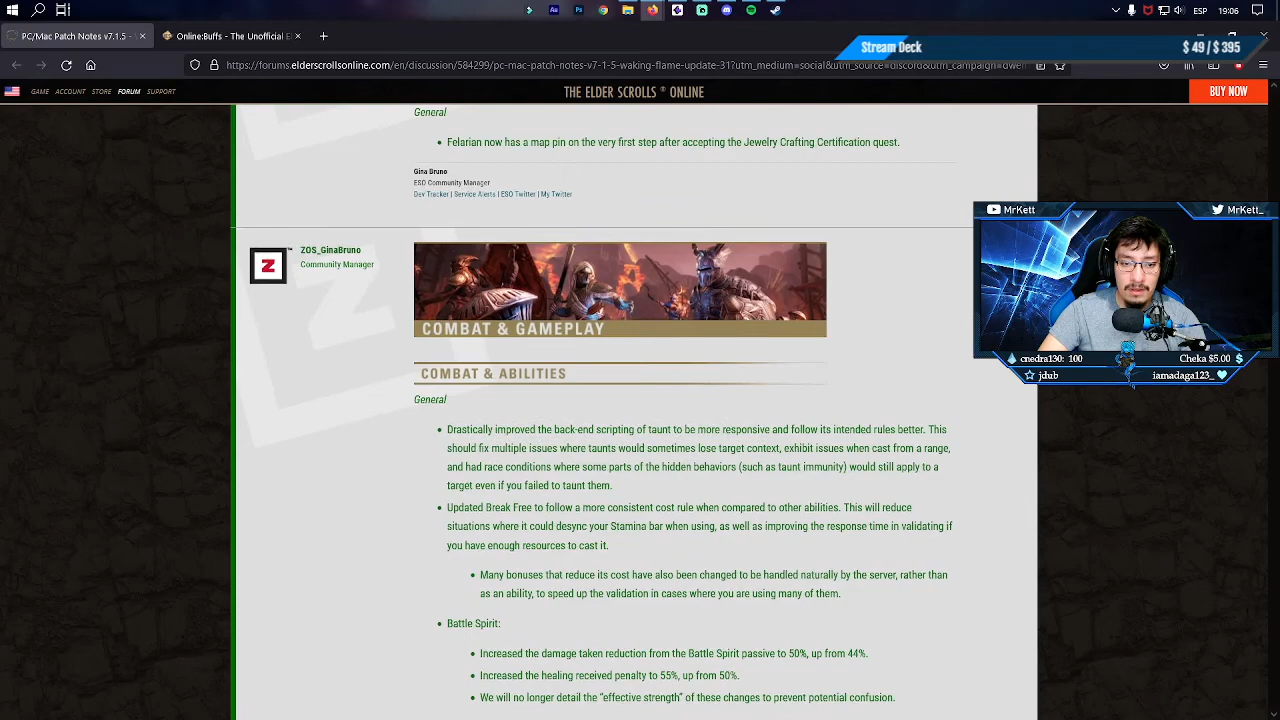 19:06
PC/Mac Patch Notes v7.1.5 -
Online:Buffs - The Unofficial El
Stream Deck
$ 49 / $ 395
https://forums.elderscrollsonline.com/en/discussion/584299/pc-mac-patch-notes-v7-1-5-waking-flame-update-31?utm_medium=social&utm_source=discord&utm_campaign=dwem
GAME ACCOUNT STORE FORUM SUPPORT
THE ELDER SCROLLS ® ONLINE
BUY NOW
General
Felarian now has a map pin on the very first step after accepting the Jewelry Crafting Certification quest.
Gina Bruno
ESO Community Manager
Dev Tracker | Service Alerts | ESO Twitter | My Twitter
MrKett
MrKett_
ZOS_GinaBruno
Community Manager
Z
COMBAT & GAMEPLAY
cnedra130: 100
Cheka $5.00
jdub
iamadaga123_
COMBAT & ABILITIES
General
Drastically improved the back-end scripting of taunt to be more responsive and follow its intended rules better. This
should fix multiple issues where taunts would sometimes lose target context, exhibit issues when cast from a range,
and had race conditions where some parts of the hidden behaviors (such as taunt immunity) would still apply to a
target even if you failed to taunt them.
Updated Break Free to follow a more consistent cost rule when compared to other abilities. This will reduce
situations where it could desync your Stamina bar when using, as well as improving the response time in validating if
you have enough resources to cast it.
Many bonuses that reduce its cost have also been changed to be handled naturally by the server, rather than
as an ability, to speed up the validation in cases where you are using many of them.
Battle Spirit:
Increased the damage taken reduction from the Battle Spirit passive to 50%, up from 44%.
Increased the healing received penalty to 55%, up from 50%.
We will no longer detail the "effective strength" of these changes to prevent potential confusion.